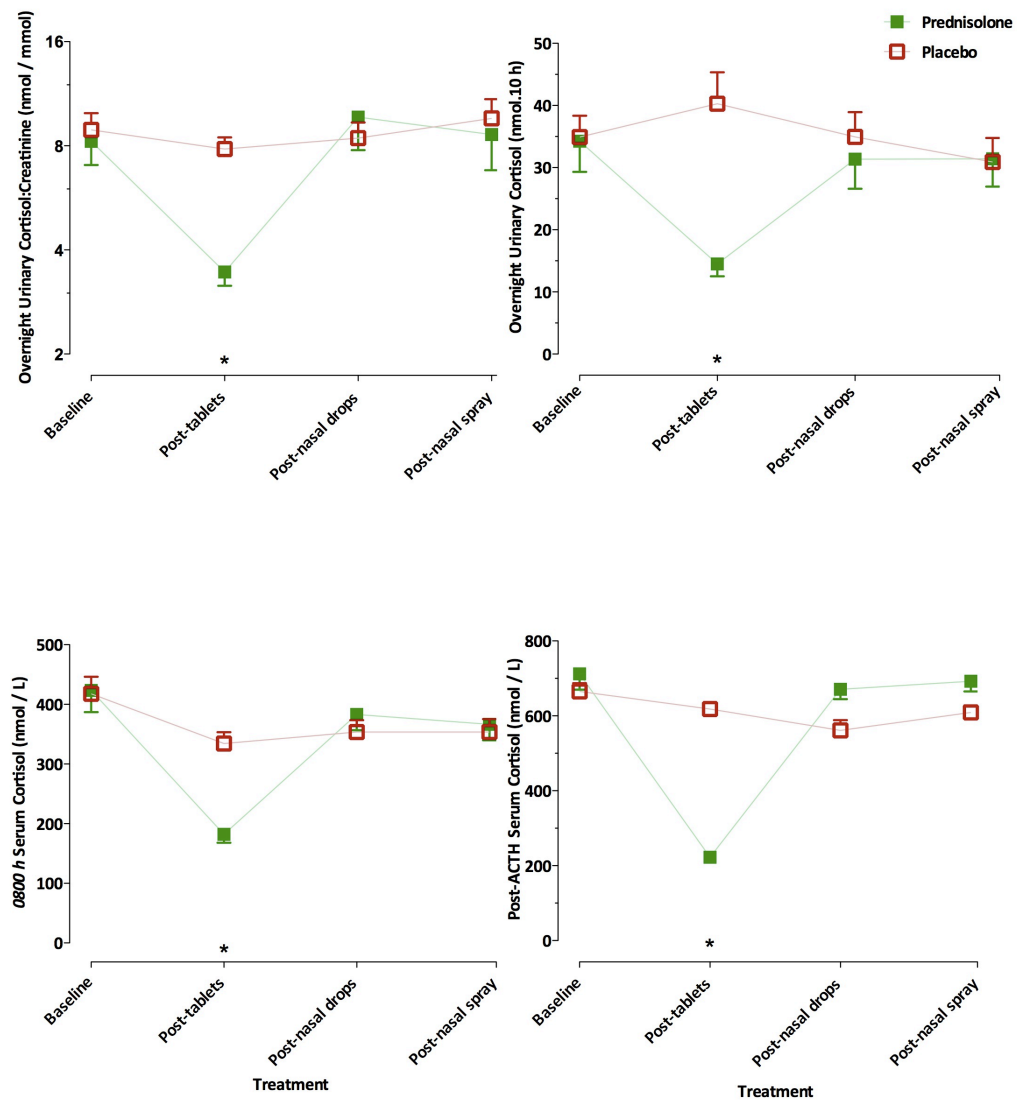 Prednisolone
Placebo
Overnight Urinary Cortisol:Creatinine (nmol / mmol)
16
8
4
2
*
Baseline
Post-tablets
Post-nasal drops
Post-nasal spray
Overnight Urinary Cortisol (nmol.10 h)
50
40
30
20
10
0
*
Baseline
Post-tablets
Post-nasal drops
Post-nasal spray
0800 h Serum Cortisol (nmol / L)
500
400
300
200
100
0
*
Baseline
Post-tablets
Post-nasal drops
Post-nasal spray
Treatment
Post-ACTH Serum Cortisol (nmol / L)
800
600
400
200
0
*
Baseline
Post-tablets
Post-nasal drops
Post-nasal spray
Treatment